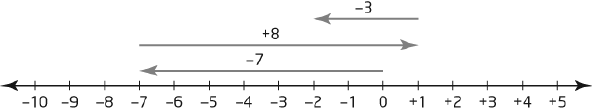 –3
+8
–7
–10 –9 –8 –7 –6 –5 –4 –3 –2 –1 0 +1 +2 +3 +4 +5